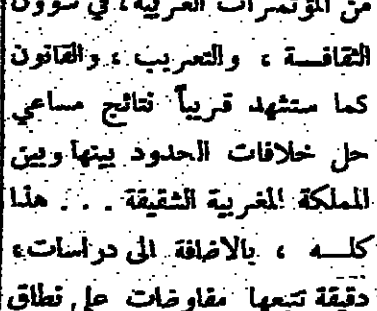 من المؤتمرات العربية، في شؤون
الثقافة ، والتعريب ، والقانون
كما ستشهد قريباً نتائج مساعي
حل خلافات الحدود بينها وبين
المملكة المغربية الشقيقة . . . هذا
كلـه ، بالاضافة الى دراسات،
دقيقة تتبعها مفاوضات على نطاق